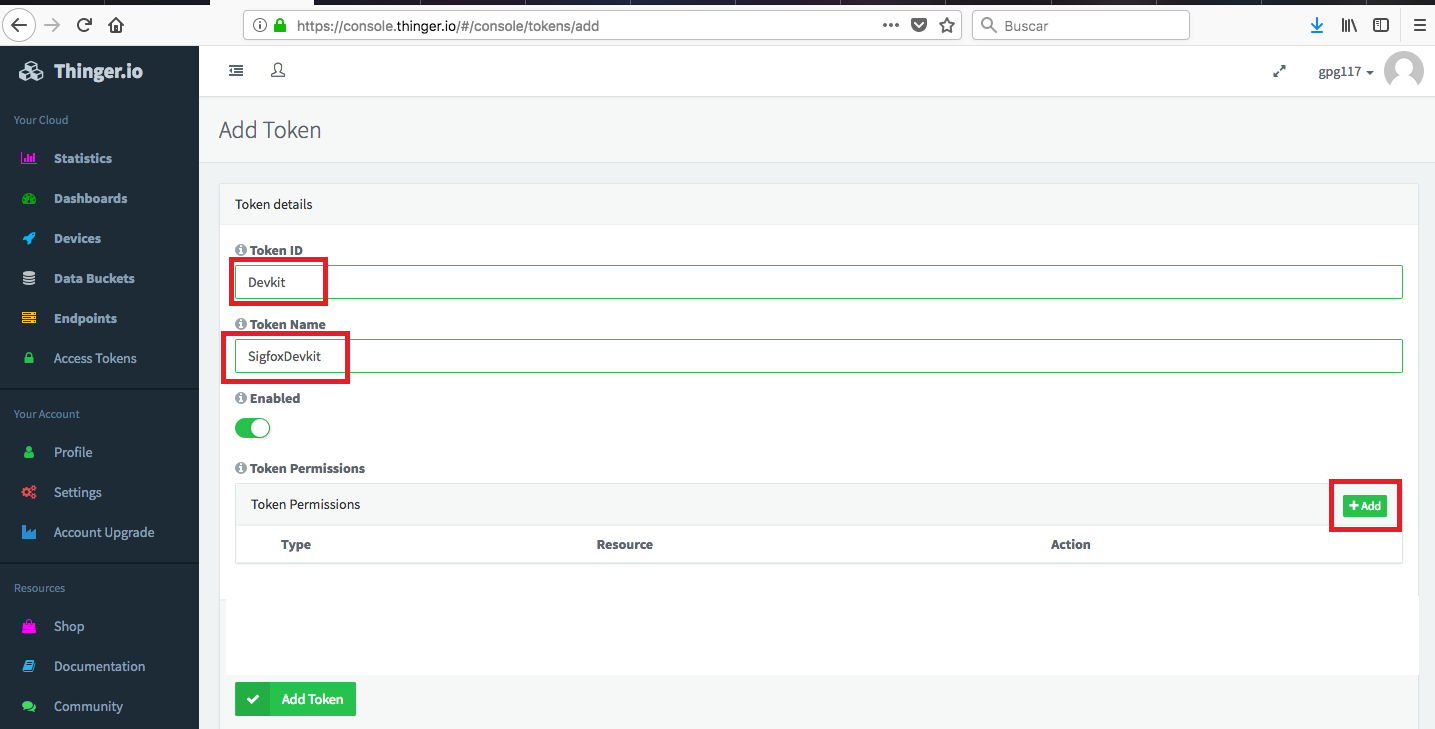 https://console.thinger.io/#/console/tokens/add
Buscar
Thinger.io
gpg117
Your Cloud
Statistics
Dashboards
Devices
Data Buckets
Endpoints
Access Tokens
Your Account
Profile
Settings
Account Upgrade
Resources
Shop
Documentation
Community
Add Token
Token details
Token ID
Devkit
Token Name
SigfoxDevkit
Enabled
Token Permissions
Token Permissions
Add
Type Resource Action
Add Token